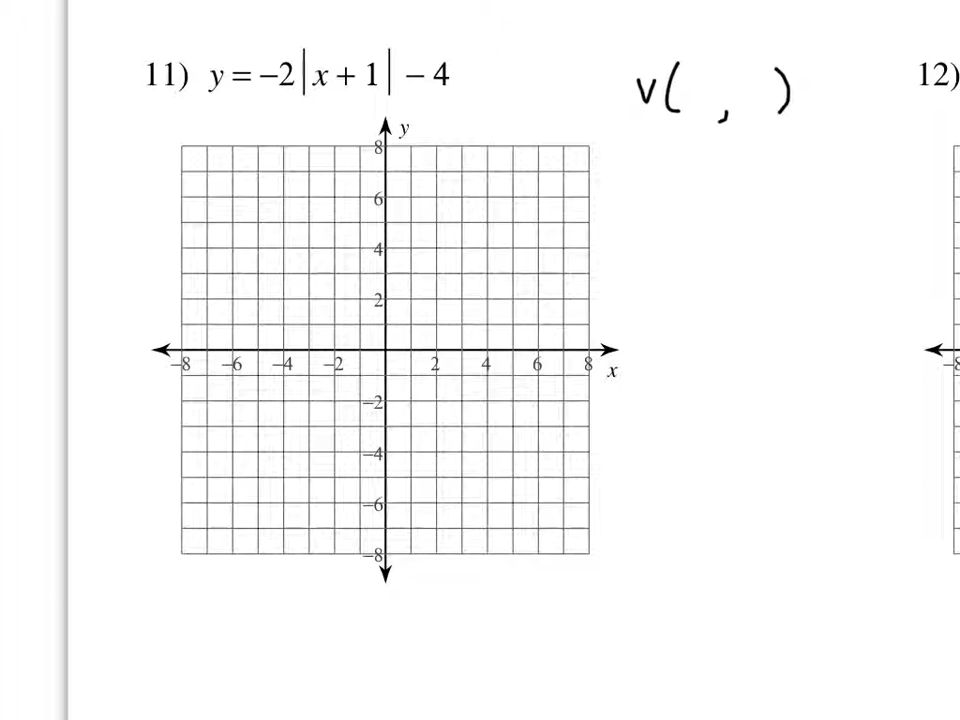 11) y = −2|x + 1| − 4
v( , )
12)
y
8
6
4
2
−8 −6 −4 −2 2 4 6 8 x
−8
−2
−4
−6
−8